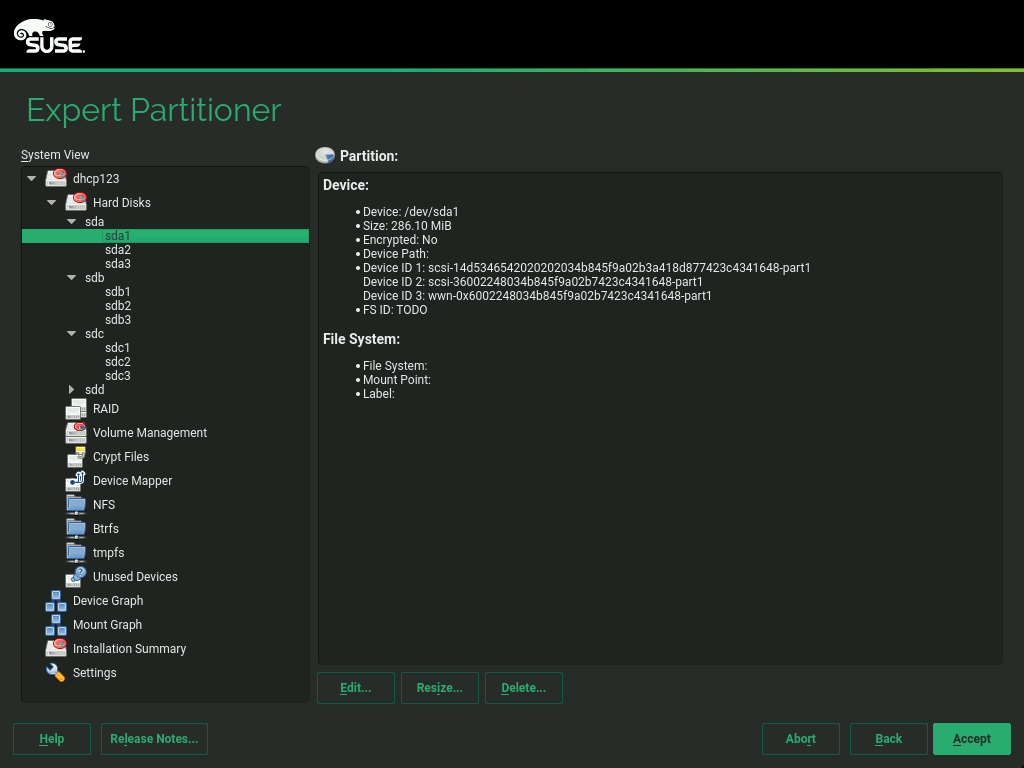 SUSE.
Expert Partitioner
System View
dhcp123
Hard Disks
sda
sda1
sda2
sda3
sdb
sdb1
sdb2
sdb3
sdc
sdc1
sdc2
sdc3
sdd
RAID
Volume Management
Crypt Files
Device Mapper
NFS
Btrfs
tmpfs
Unused Devices
Device Graph
Mount Graph
Installation Summary
Settings
Partition:
Device:
• Device: /dev/sda1
• Size: 286.10 MiB
• Encrypted: No
• Device Path:
• Device ID 1: scsi-14d5346542020202034b845f9a02b3a418d877423c4341648-part1
Device ID 2: scsi-36002248034b845f9a02b7423c4341648-part1
Device ID 3: wwn-0x6002248034b845f9a02b7423c4341648-part1
• FS ID: TODO
File System:
• File System:
• Mount Point:
• Label:
Edit...
Resize...
Delete...
Help
Release Notes...
Abort
Back
Accept